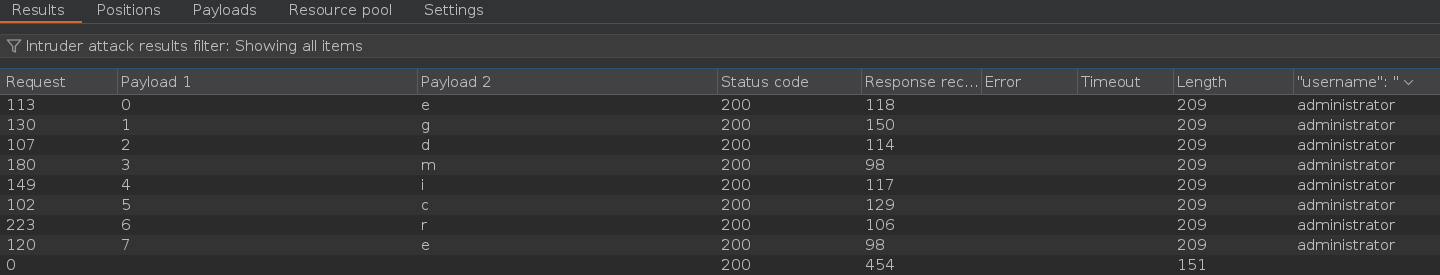 Results Positions Payloads Resource pool Settings
Intruder attack results filter: Showing all items
Request Payload 1 Payload 2 Status code Response rec... Error Timeout Length "username": "
113 0 e 200 118 209 administrator
130 1 g 200 150 209 administrator
107 2 d 200 114 209 administrator
180 3 m 200 98 209 administrator
149 4 i 200 117 209 administrator
102 5 c 200 129 209 administrator
223 6 r 200 106 209 administrator
120 7 e 200 98 209 administrator
0 200 454 151